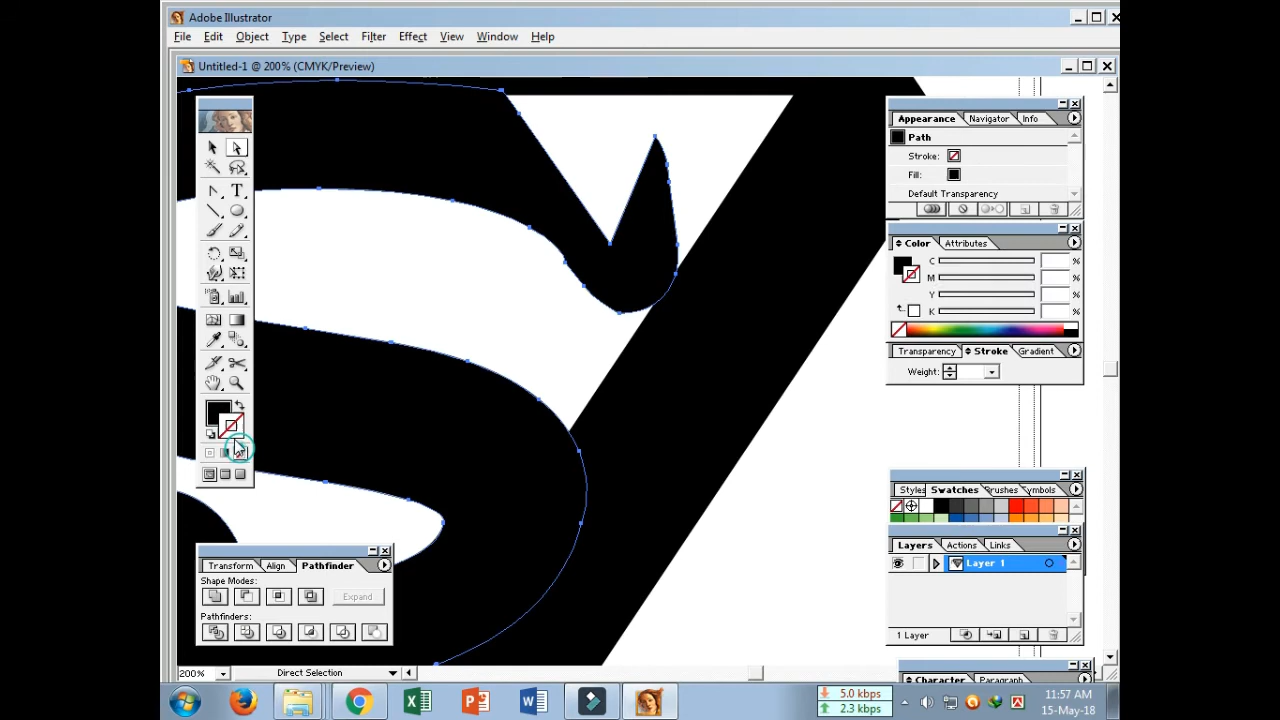 Adobe Illustrator
File Edit Object Type Select Filter Effect View Window Help
Untitled-1 @ 200% (CMYK/Preview)
Appearance Navigator Info
Path
Stroke:
Fill:
Default Transparency
Color Attributes
C %
M %
Y %
K %
Transparency Stroke Gradient
Weight:
T
Styles Swatches Brushes Symbols
Layers Actions Links
Layer 1
1 Layer
Transform Align Pathfinder
Shape Modes:
Expand
Pathfinders:
Character Paragraph
200% Direct Selection
5.0 kbps
2.3 kbps
11:57 AM
15-May-18